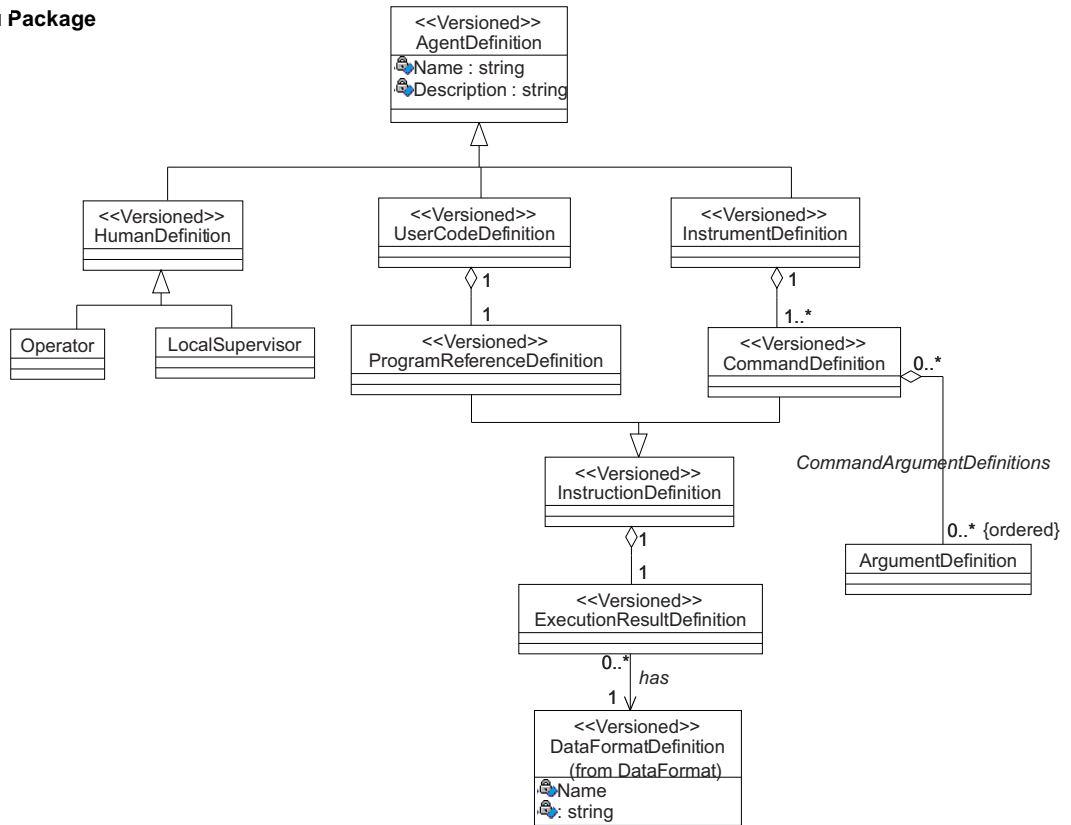 Package
<<Versioned>>
AgentDefinition
Name : string
Description : string
<<Versioned>>
HumanDefinition
<<Versioned>>
UserCodeDefinition
<<Versioned>>
InstrumentDefinition
1
1
1
1..*
Operator
LocalSupervisor
<<Versioned>>
ProgramReferenceDefinition
<<Versioned>>
CommandDefinition
0..*
CommandArgumentDefinitions
<<Versioned>>
InstructionDefinition
0..* {ordered}
ArgumentDefinition
1
1
<<Versioned>>
ExecutionResultDefinition
0..*
has
1
<<Versioned>>
DataFormatDefinition
(from DataFormat)
Name
: string